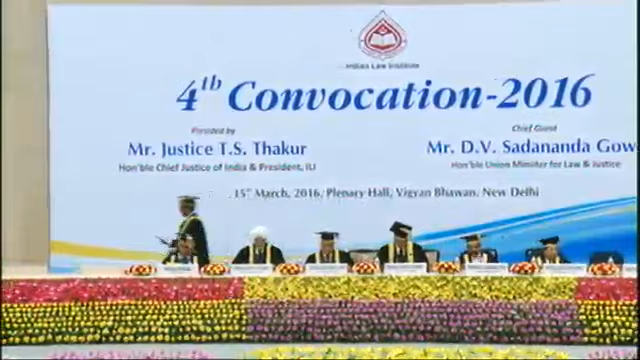 Indian Law Institute
4th Convocation-2016
Presided by
Mr. Justice T.S. Thakur
Hon'ble Chief Justice of India & President, ILI
Chief Guest
Mr. D.V. Sadananda Gow
Hon'ble Union Minister for Law & Justice
15th March, 2016, Plenary Hall, Vigyan Bhawan, New Delhi